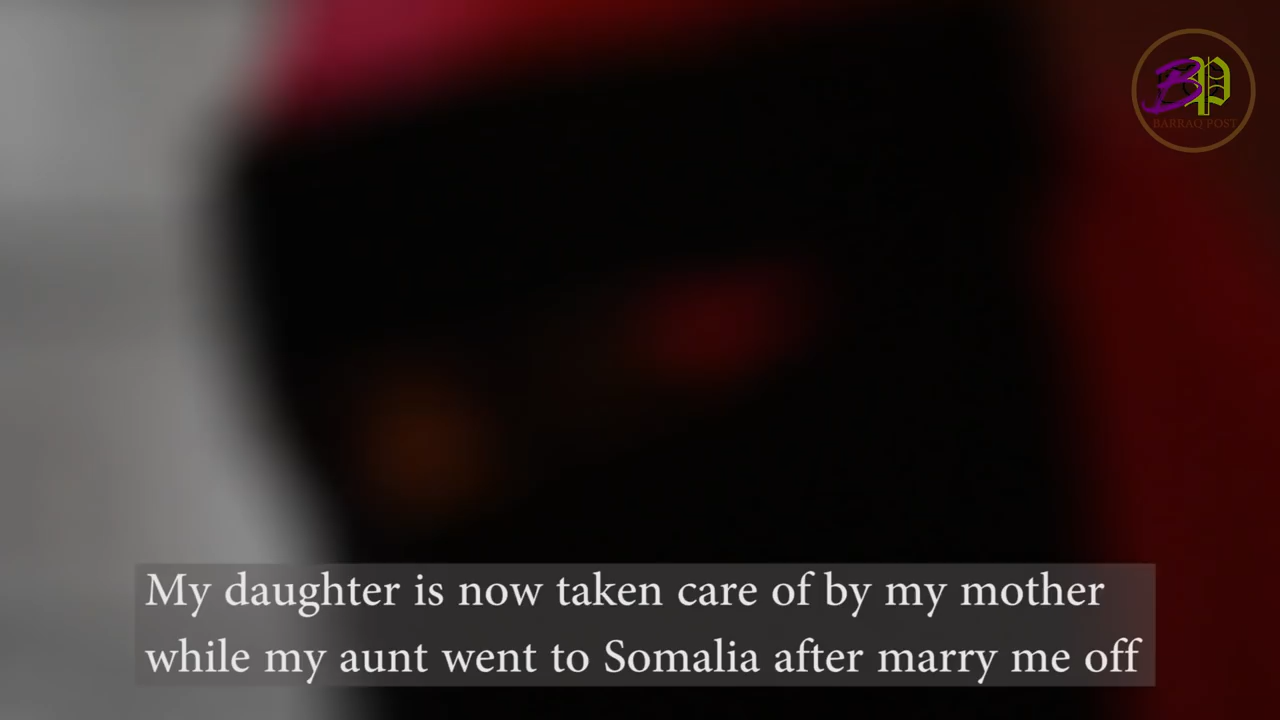 BP
BARRAQ POST
My daughter is now taken care of by my mother
while my aunt went to Somalia after marry me off